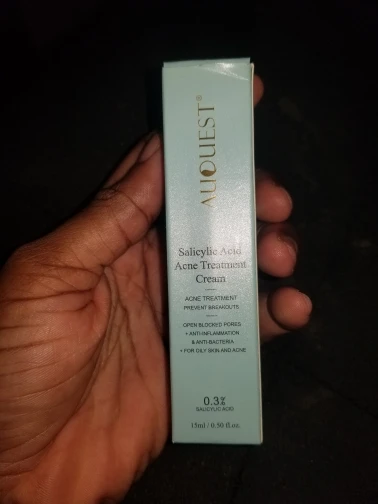 AUQUEST®
Salicylic Acid
Acne Treatment
Cream
ACNE TREATMENT
PREVENT BREAKOUTS
OPEN BLOCKED PORES
+ ANTI-INFLAMMATION
& ANTI-BACTERIA
+ FOR OILY SKIN AND ACNE
0.3%
SALICYLIC ACID
15ml / 0.50 fl.oz.